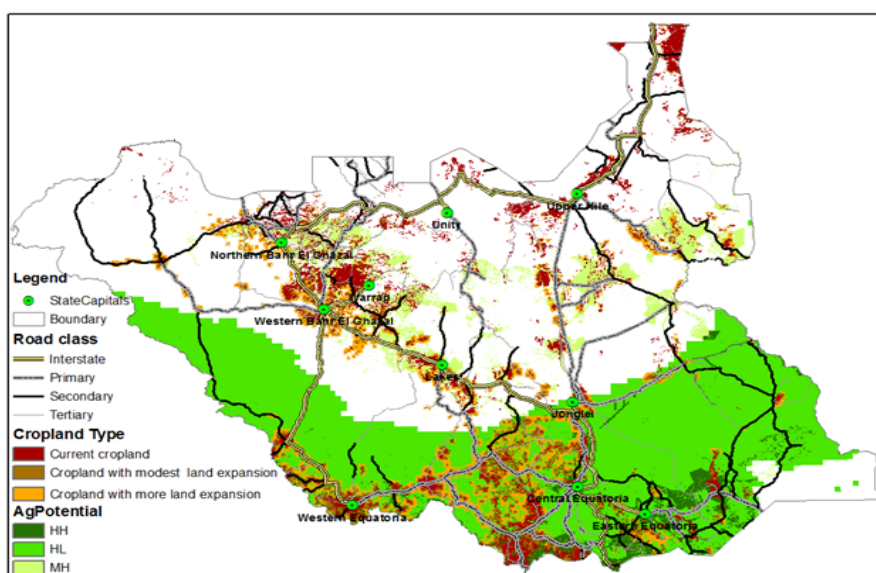 Upper Nile
Unity
Northern Bahr El Ghazal
Warrap
Western Bahr El Ghazal
Lakes
Jonglei
Central Equatoria
Western Equatoria
Eastern Equatoria
Legend
StateCapitals
Boundary
Road class
Interstate
Primary
Secondary
Tertiary
Cropland Type
Current cropland
Cropland with modest land expansion
Cropland with more land expansion
AgPotential
HH
HL
MH